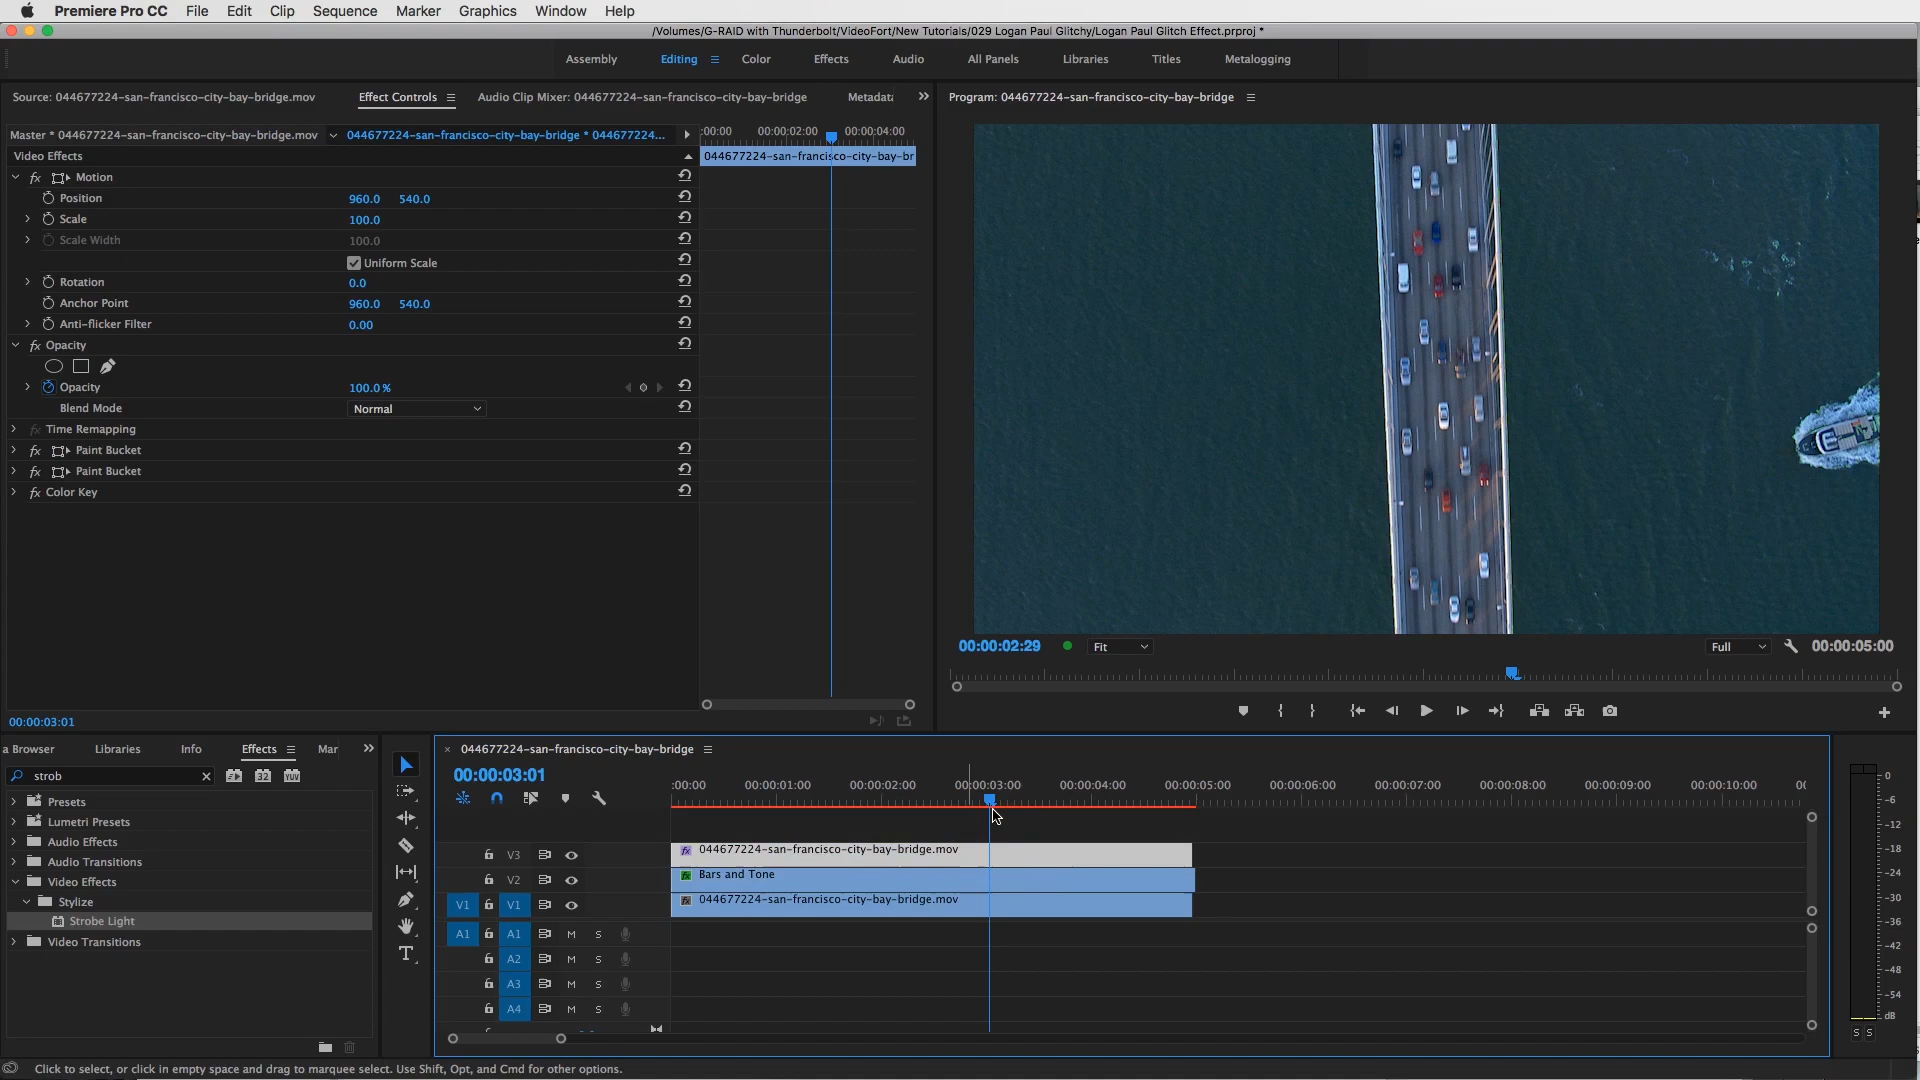 Premiere Pro CC File Edit Clip Sequence Marker Graphics Window Help
/Volumes/G-RAID with Thunderbolt/VideoFort/New Tutorials/029 Logan Paul Glitchy/Logan Paul Glitch Effect.prproj *
Assembly Editing Color Effects Audio All Panels Libraries Titles Metalogging
Source: 044677224-san-francisco-city-bay-bridge.mov Effect Controls Audio Clip Mixer: 044677224-san-francisco-city-bay-bridge Metadata
Program: 044677224-san-francisco-city-bay-bridge
Master * 044677224-san-francisco-city-bay-bridge.mov 044677224-san-francisco-city-bay-bridge * 044677224...
:00:00 00:00:02:00 00:00:04:00
Video Effects
044677224-san-francisco-city-bay-br
fx Motion
Position 960.0 540.0
Scale 100.0
Scale Width 100.0
Uniform Scale
Rotation 0.0
Anchor Point 960.0 540.0
Anti-flicker Filter 0.00
fx Opacity
Opacity 100.0 %
Blend Mode Normal
fx Time Remapping
fx Paint Bucket
fx Paint Bucket
fx Color Key
00:00:03:01
00:00:02:29 Fit Full 00:00:05:00
a Browser Libraries Info Effects Mar
strob 32 YUV
Presets
Lumetri Presets
Audio Effects
Audio Transitions
Video Effects
Stylize
Strobe Light
Video Transitions
T
× 044677224-san-francisco-city-bay-bridge
00:00:03:01
:00:00 00:00:01:00 00:00:02:00 00:00:03:00 00:00:04:00 00:00:05:00 00:00:06:00 00:00:07:00 00:00:08:00 00:00:09:00 00:00:10:00 00
V3 fx 044677224-san-francisco-city-bay-bridge.mov
V2 fx Bars and Tone
V1 V1 fx 044677224-san-francisco-city-bay-bridge.mov
A1 A1 M S
A2 M S
A3 M S
A4 M S
0
-6
-12
-18
-24
-30
-36
-42
-48
-54
dB
S S
Click to select, or click in empty space and drag to marquee select. Use Shift, Opt, and Cmd for other options.